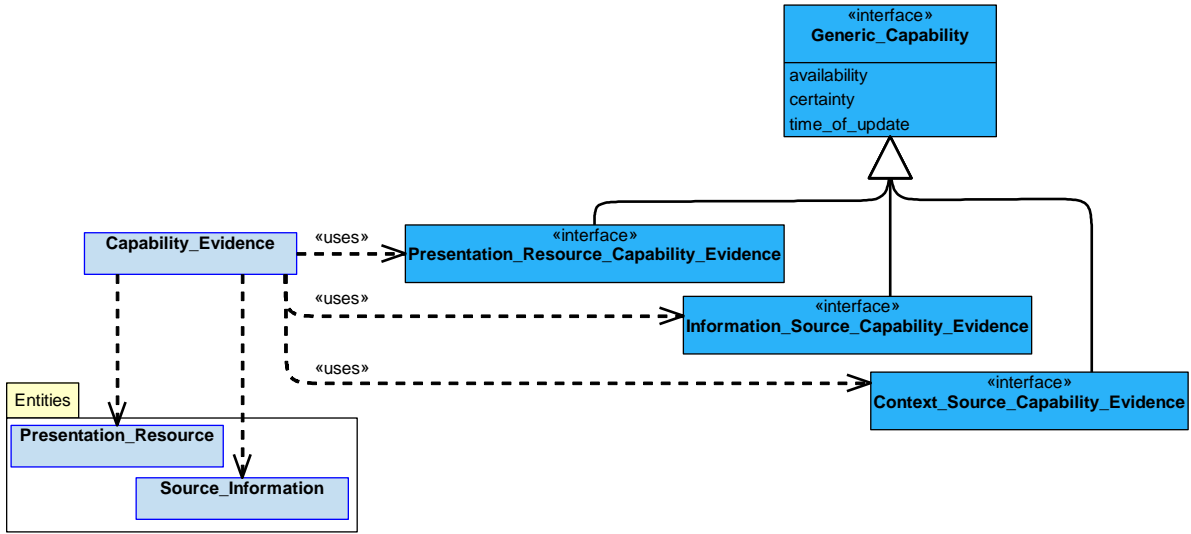 «interface»
Generic_Capability
availability
certainty
time_of_update
Capability_Evidence
«uses»
«interface»
Presentation_Resource_Capability_Evidence
«uses»
«interface»
Information_Source_Capability_Evidence
«uses»
«interface»
Context_Source_Capability_Evidence
Entities
Presentation_Resource
Source_Information